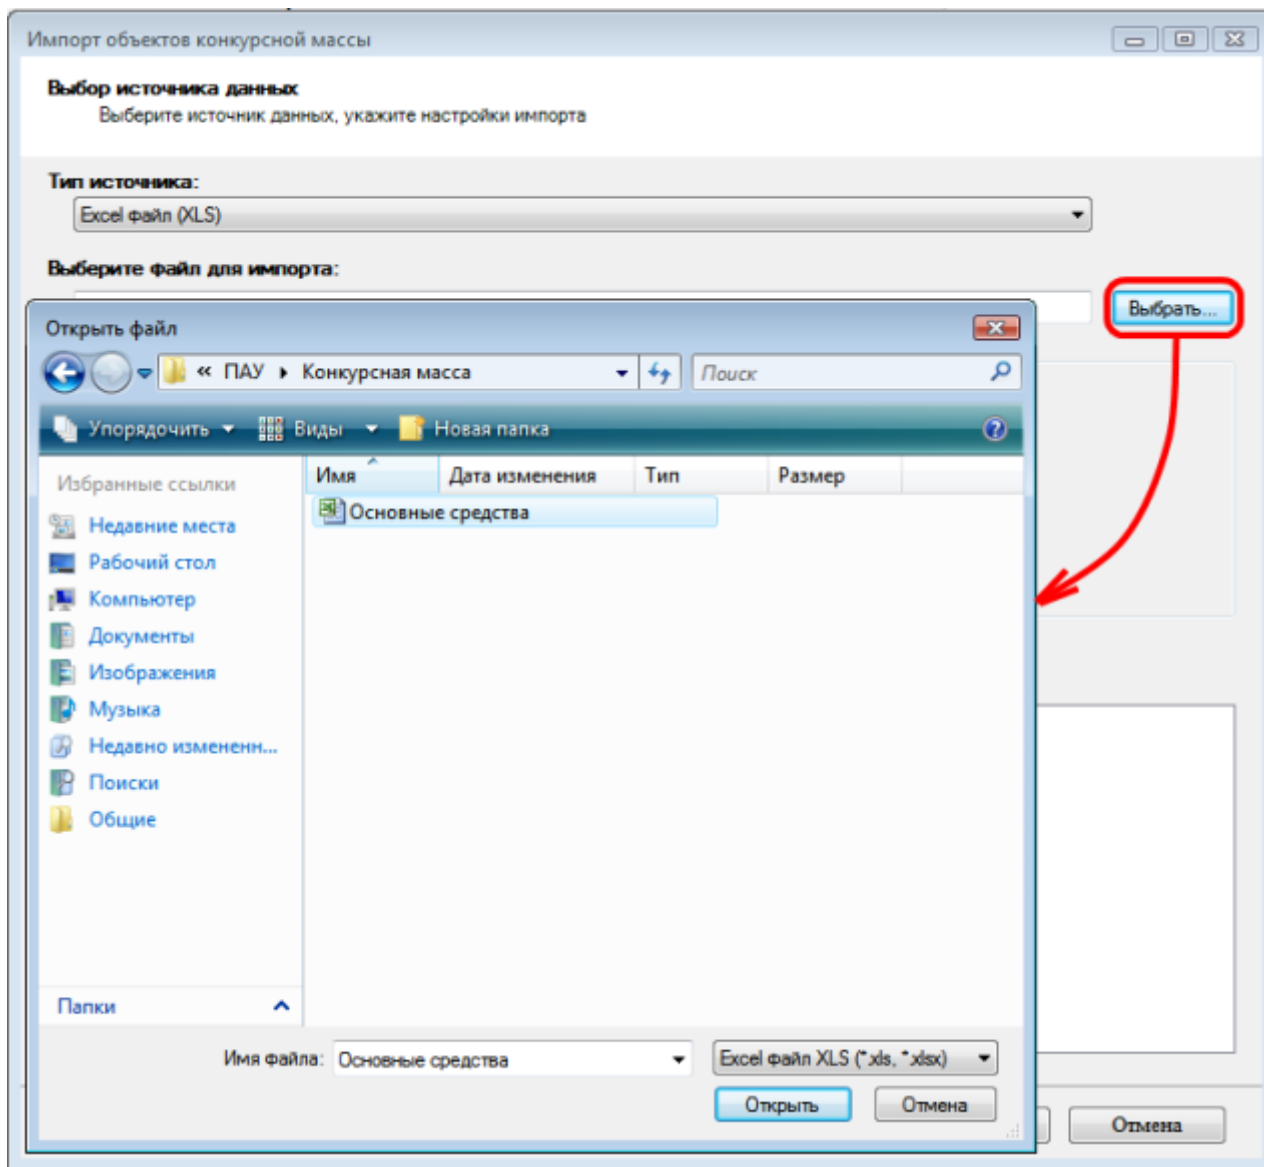 Импорт объектов конкурсной массы
Выбор источника данных
Выберите источник данных, укажите настройки импорта
Тип источника:
Excel файл (XLS)
Выберите файл для импорта:
Выбрать...
Открыть файл
« ПАУ Конкурсная масса
Поиск
Упорядочить Виды Новая папка
Избранные ссылки
Имя Дата изменения Тип Размер
Основные средства
Недавние места
Рабочий стол
Компьютер
Документы
Изображения
Музыка
Недавно измененн...
Поиски
Общие
Папки
Имя файла: Основные средства Excel файл XLS (*.xls, *.xlsx)
Открыть Отмена
Отмена